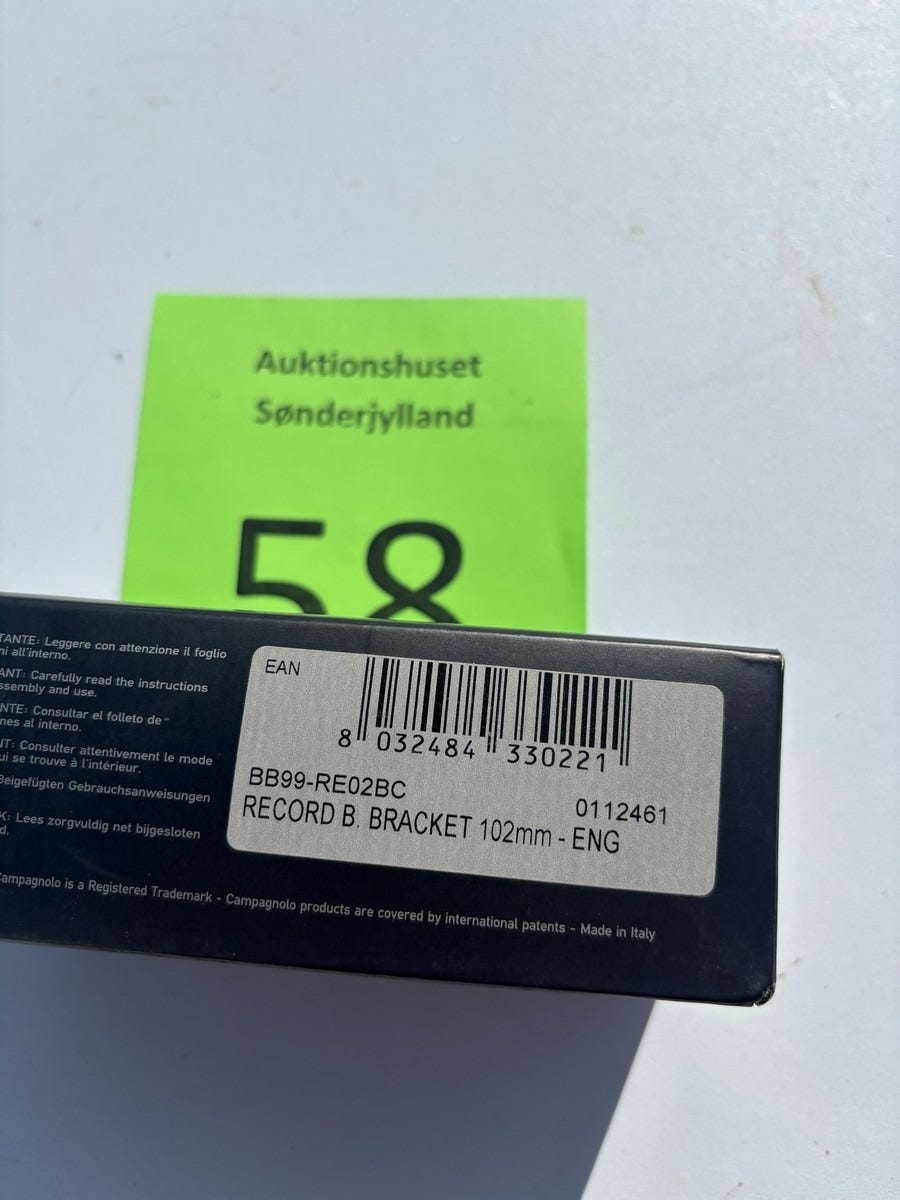 Auktionshuset
Sønderjylland
58
TANTE: Leggere con attenzione il foglio
ni all'interno.
ANT: Carefully read the instructions
ssembly and use.
NTE: Consultar el folleto de
nes al interno.
NT: Consulter attentivement le mode
ui se trouve à l'intérieur.
Beigefügten Gebrauchsanweisungen
K: Lees zorgvuldig net bijgesloten
d.
EAN
8 032484 330221
BB99-RE02BC
0112461
RECORD B. BRACKET 102mm - ENG
Campagnolo is a Registered Trademark - Campagnolo products are covered by international patents - Made in Italy